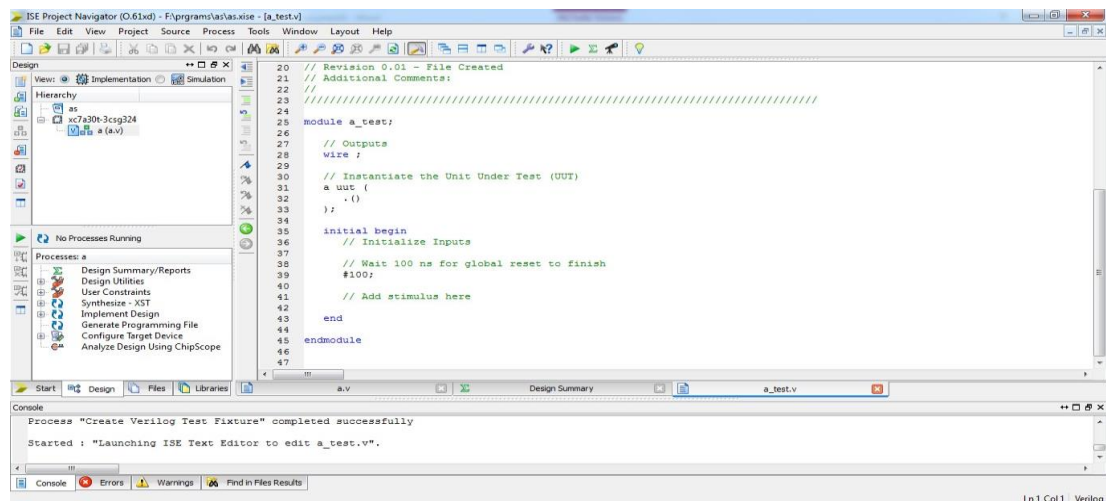 ISE Project Navigator (O.61xd) - F:\prgrams\as\as.xise - [a_test.v]
File Edit View Project Source Process Tools Window Layout Help
Design
View: Implementation Simulation
Hierarchy
as
xc7a30t-3csg324
a (a.v)
No Processes Running
Processes: a
Design Summary/Reports
Design Utilities
User Constraints
Synthesize - XST
Implement Design
Generate Programming File
Configure Target Device
Analyze Design Using ChipScope
Start Design Files Libraries
20 // Revision 0.01 - File Created
21 // Additional Comments:
22 //
23 ////////////////////////////////////////////////////////////////////////////////
24
25 module a_test;
26
27 // Outputs
28 wire ;
29
30 // Instantiate the Unit Under Test (UUT)
31 a uut (
32 .()
33 );
34
35 initial begin
36 // Initialize Inputs
37
38 // Wait 100 ns for global reset to finish
39 #100;
40
41 // Add stimulus here
42
43 end
44
45 endmodule
46
47
a.v Design Summary a_test.v
Console
Process "Create Verilog Test Fixture" completed successfully
Started : "Launching ISE Text Editor to edit a_test.v".
Console Errors Warnings Find in Files Results
Ln 1 Col 1 Verilog